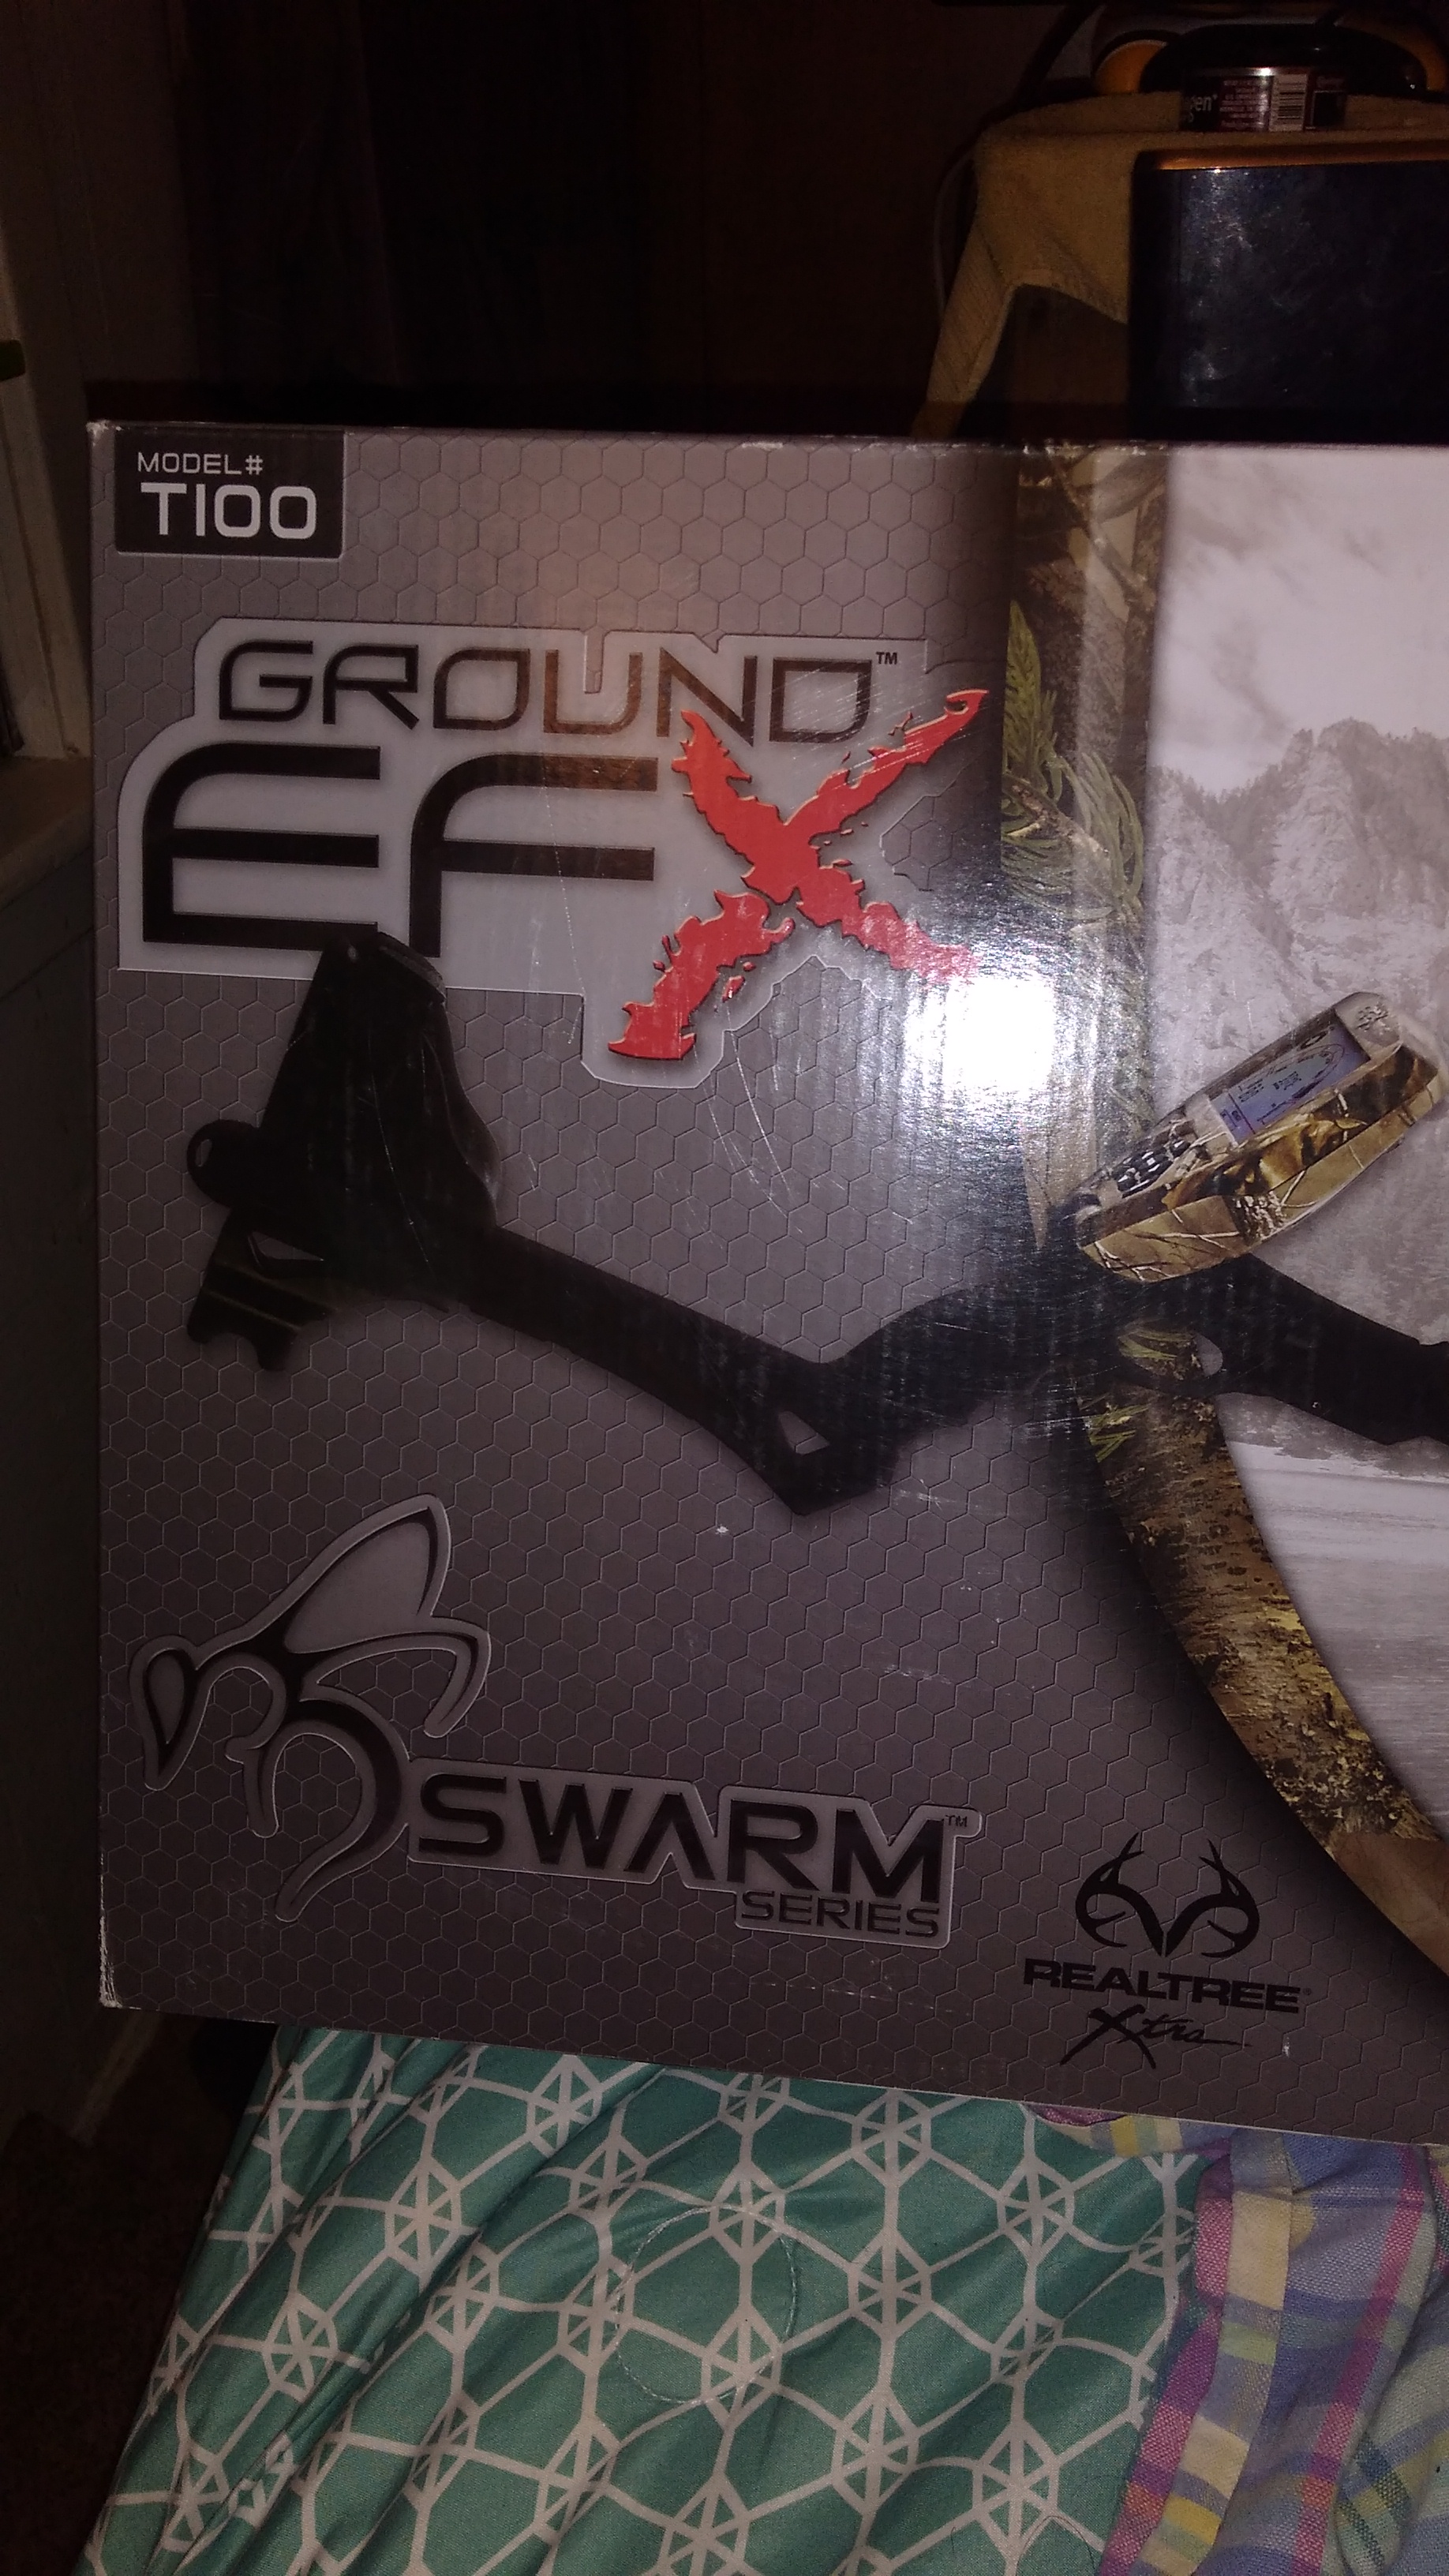 MODEL#
T100
GROUND™
EFX
SWARM™
SERIES
REALTREE®
Xtra